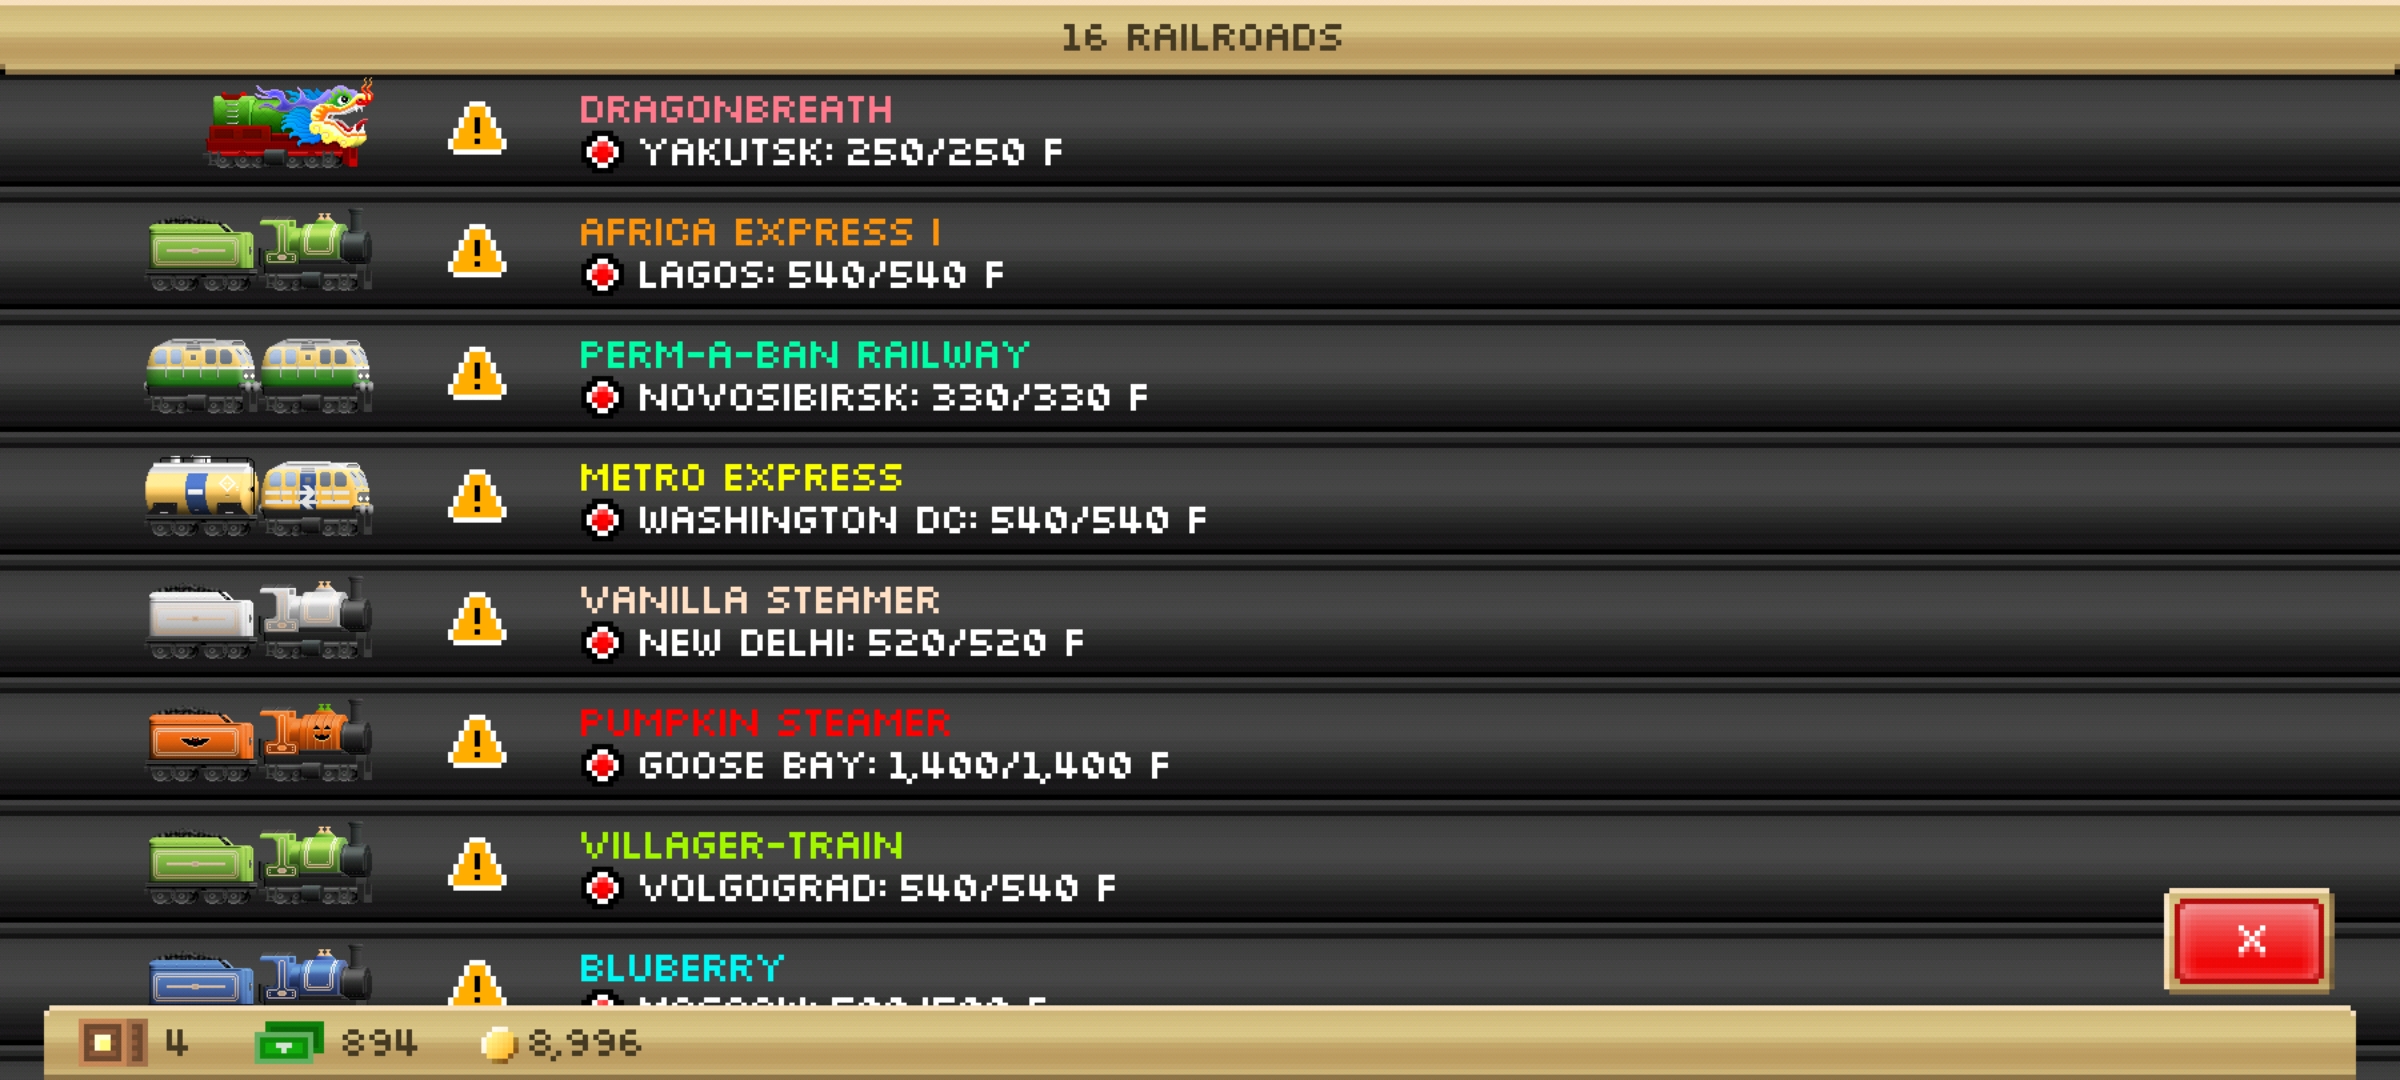 16 RAILROADS
DRAGONBREATH
YAKUTSK: 250/250 F
AFRICA EXPRESS I
LAGOS: 540/540 F
PERM-A-BAN RAILWAY
NOVOSIBIRSK: 330/330 F
METRO EXPRESS
WASHINGTON DC: 540/540 F
VANILLA STEAMER
NEW DELHI: 520/520 F
PUMPKIN STEAMER
GOOSE BAY: 1,400/1,400 F
VILLAGER-TRAIN
VOLGOGRAD: 540/540 F
BLUBERRY
X
4 894 8,996